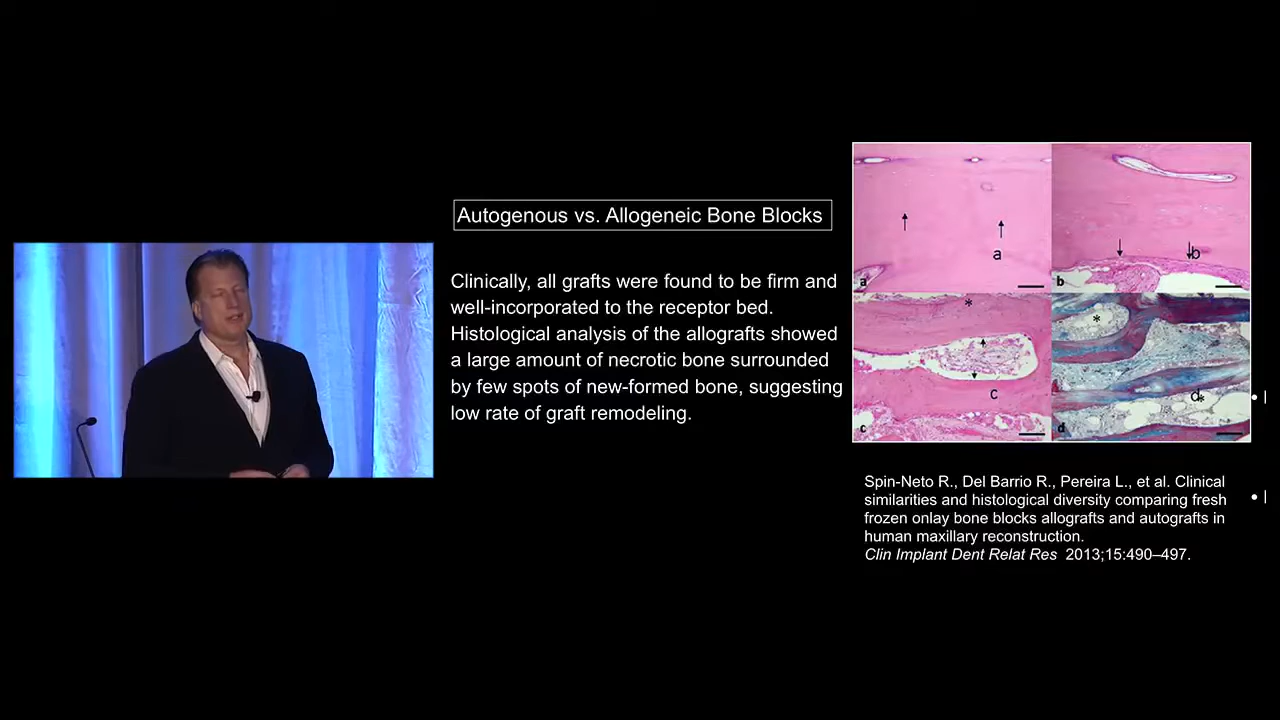 Autogenous vs. Allogeneic Bone Blocks
Clinically, all grafts were found to be firm and
well-incorporated to the receptor bed.
Histological analysis of the allografts showed
a large amount of necrotic bone surrounded
by few spots of new-formed bone, suggesting
low rate of graft remodeling.
a
b
a
b
*
*
c
d*
c
d
Spin-Neto R., Del Barrio R., Pereira L., et al. Clinical
similarities and histological diversity comparing fresh
frozen onlay bone blocks allografts and autografts in
human maxillary reconstruction.
Clin Implant Dent Relat Res 2013;15:490–497.